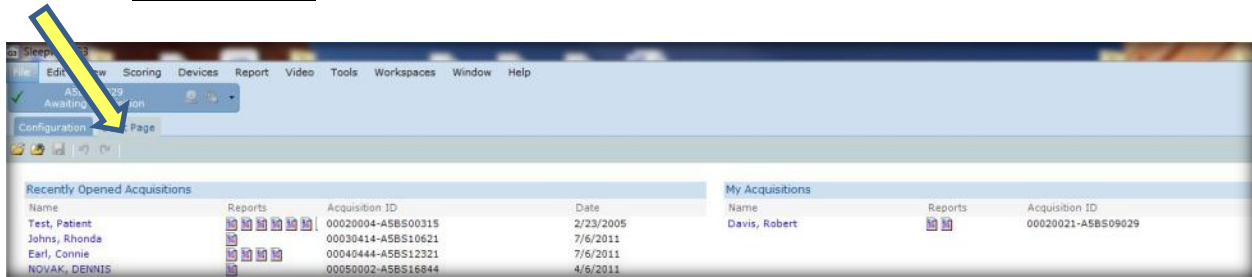 File Edit Scoring Devices Report Video Tools Workspaces Window Help
Awaiting
Configuration Page
Recently Opened Acquisitions My Acquisitions
Name Reports Acquisition ID Date Name Reports Acquisition ID
Test, Patient 00020004-A5BS00315 2/23/2005 Davis, Robert 00020021-A5BS09029
Johns, Rhonda 00030414-A5BS10621 7/6/2011
Earl, Connie 00040444-A5BS12321 7/6/2011
NOVAK, DENNIS 00050002-A5BS16844 4/6/2011